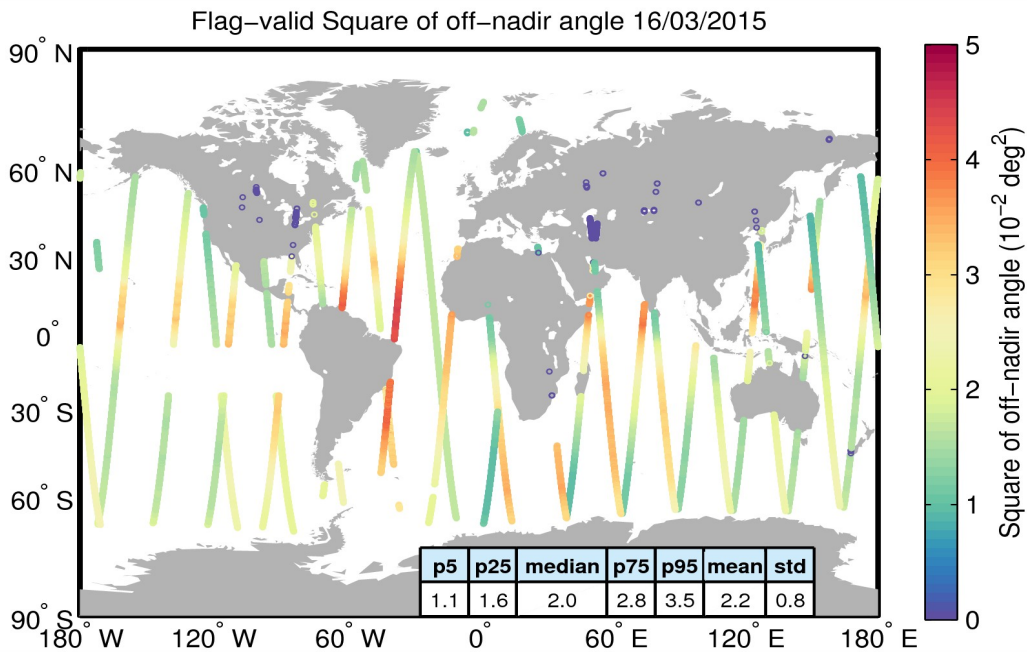 Flag−valid Square of off−nadir angle 16/03/2015
90° N
60° N
30° N
0°
30° S
60° S
90° S
180° W
120° W
60° W
0°
60° E
120° E
180° E
p5 p25 median p75 p95 mean std
1.1 1.6 2.0 2.8 3.5 2.2 0.8
5
4
3
2
1
0
Square of off−nadir angle (10⁻² deg²)